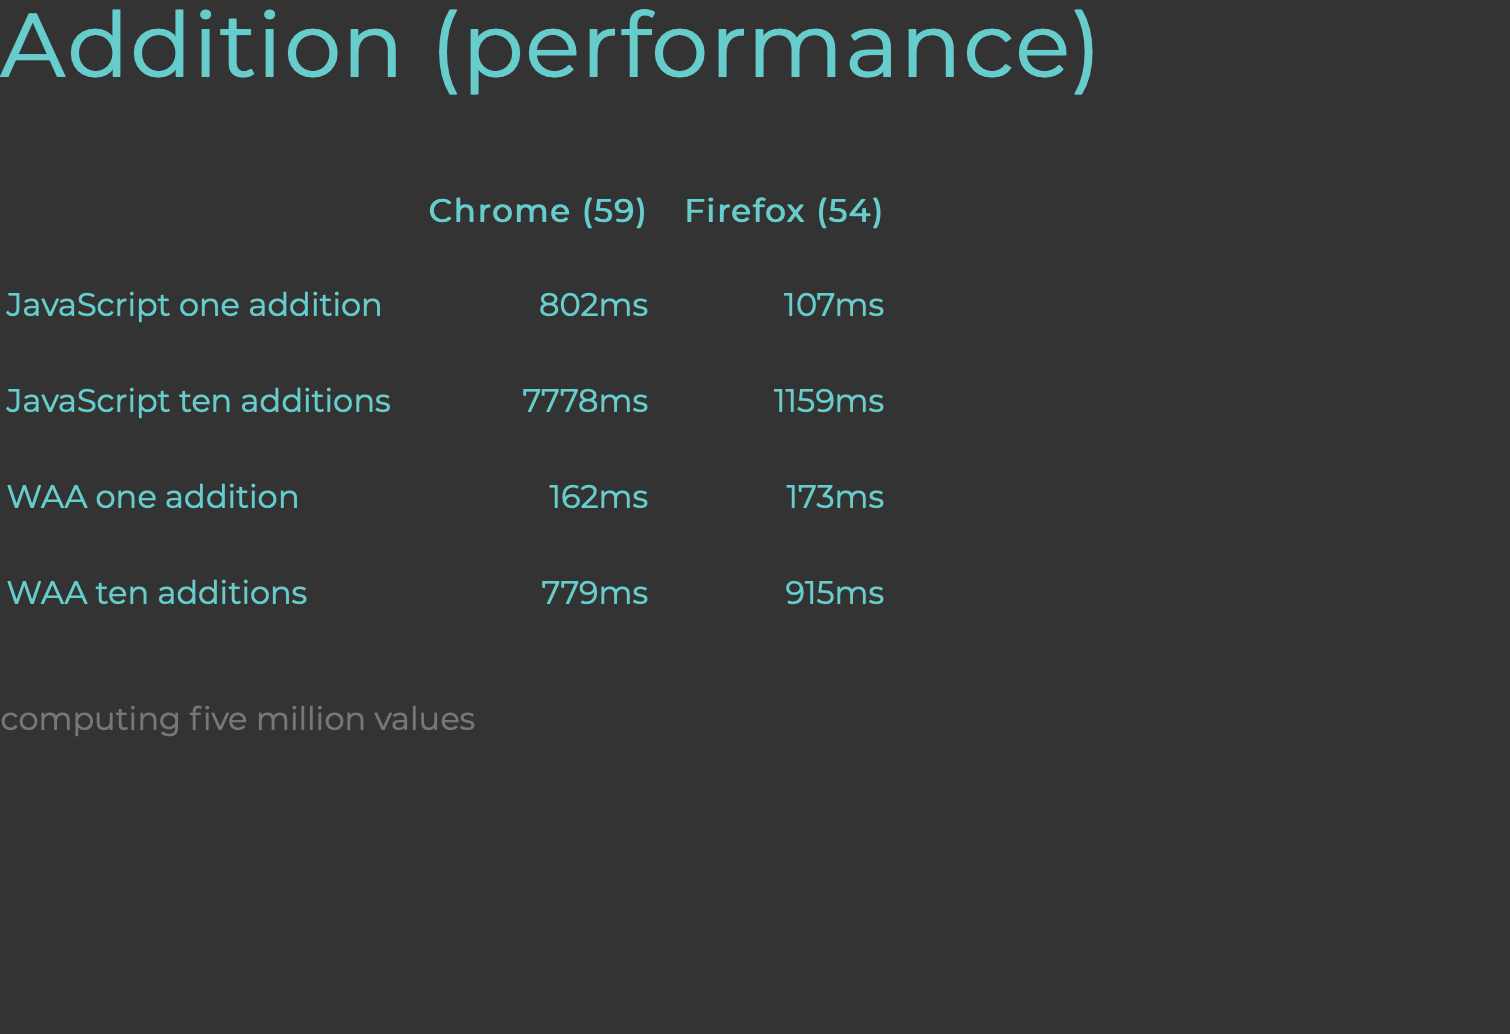 Addition (performance)
Chrome (59) Firefox (54)
JavaScript one addition 802ms 107ms
JavaScript ten additions 7778ms 1159ms
WAA one addition 162ms 173ms
WAA ten additions 779ms 915ms
computing five million values